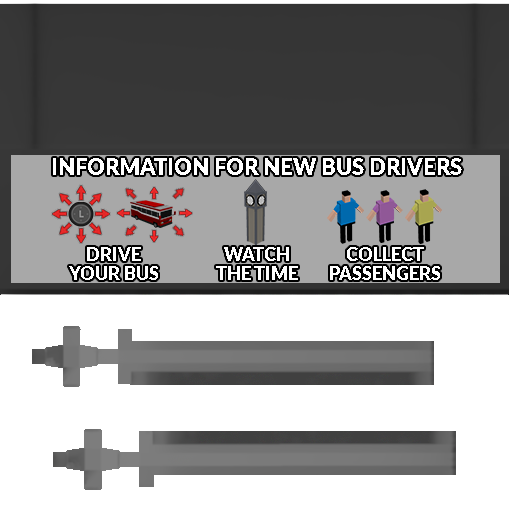 INFORMATION FOR NEW BUS DRIVERS
L
DRIVE
YOUR BUS
WATCH
THE TIME
COLLECT
PASSENGERS